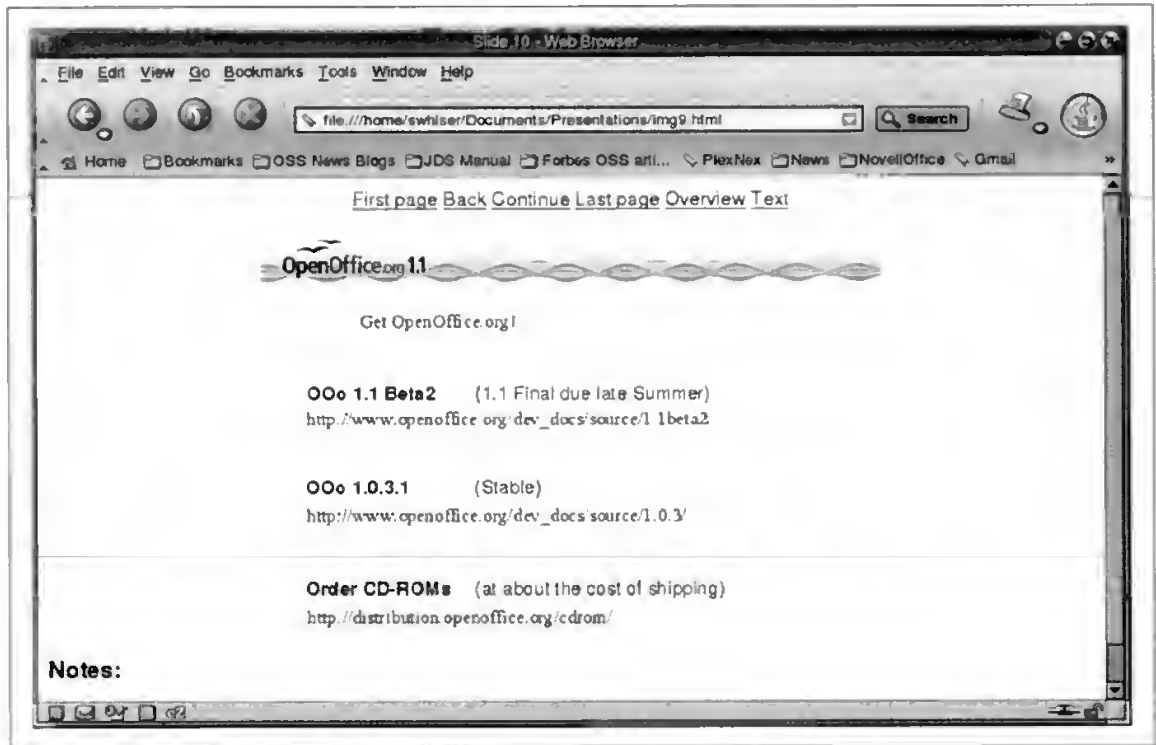 Slide 10 - Web Browser
File Edit View Go Bookmarks Tools Window Help
file:///home/swhiser/Documents/Presentations/img9 html Search
Home Bookmarks OSS News Blogs JDS Manual Forbes OSS arti... PlexNex News NovellOffice Gmail »
First page Back Continue Last page Overview Text
OpenOffice.org 1.1
Get OpenOffice.org!
OOo 1.1 Beta2 (1.1 Final due late Summer)
http://www.openoffice.org/dev_docs/source/1.1beta2
OOo 1.0.3.1 (Stable)
http://www.openoffice.org/dev_docs/source/1.0.3/
Order CD-ROMs (at about the cost of shipping)
http://distribution.openoffice.org/cdrom/
Notes: